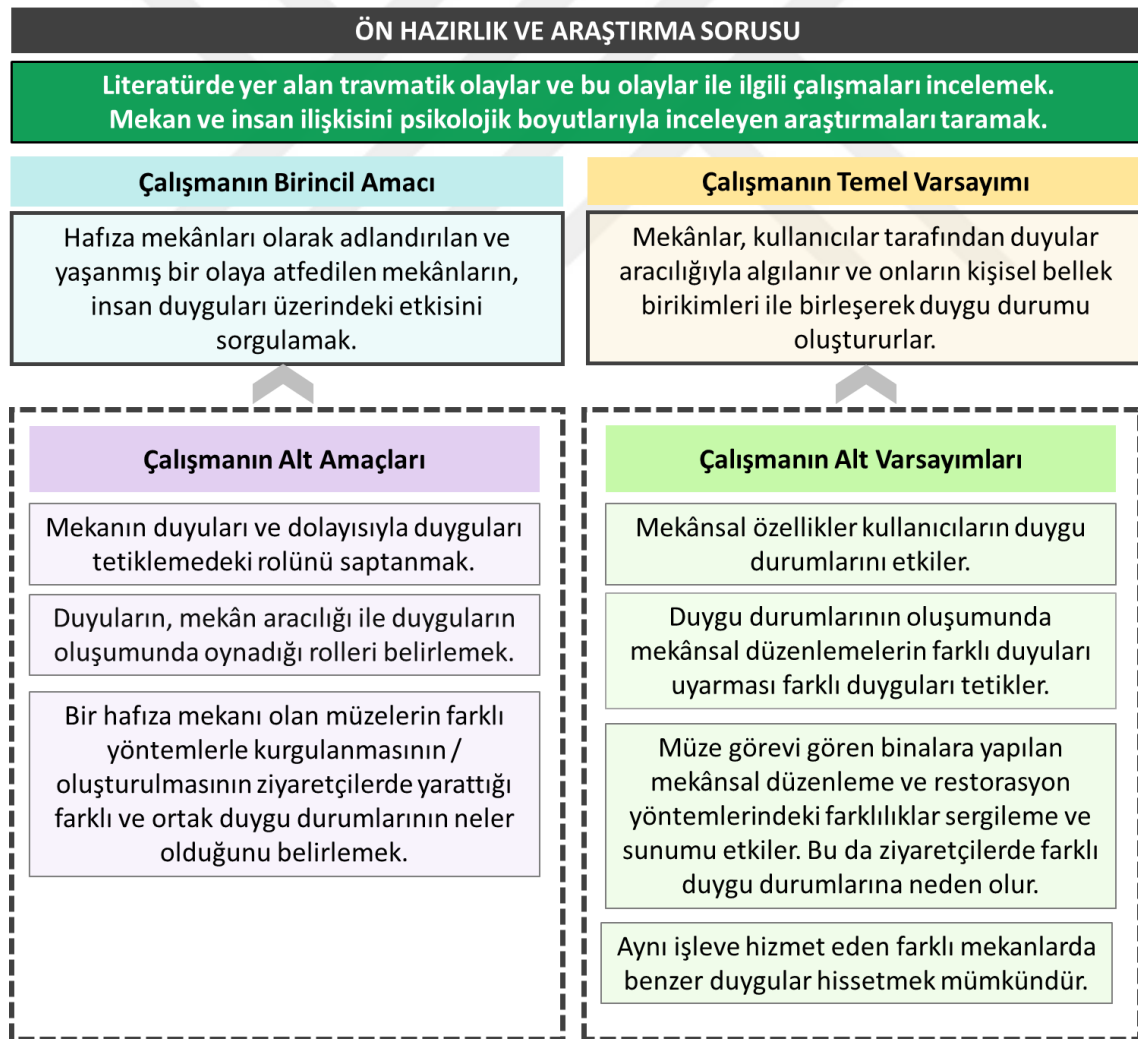 ÖN HAZIRLIK VE ARAŞTIRMA SORUSU
Literatürde yer alan travmatik olaylar ve bu olaylar ile ilgili çalışmaları incelemek.
Mekan ve insan ilişkisini psikolojik boyutlarıyla inceleyen araştırmaları taramak.
Çalışmanın Birincil Amacı
Hafıza mekânları olarak adlandırılan ve
yaşanmış bir olaya atfedilen mekânların,
insan duyguları üzerindeki etkisini
sorgulamak.
Çalışmanın Temel Varsayımı
Mekânlar, kullanıcılar tarafından duyular
aracılığıyla algılanır ve onların kişisel bellek
birikimleri ile birleşerek duygu durumu
oluştururlar.
Çalışmanın Alt Amaçları
Mekanın duyuları ve dolayısıyla duyguları
tetiklemedeki rolünü saptanmak.
Duyuların, mekân aracılığı ile duyguların
oluşumunda oynadığı rolleri belirlemek.
Bir hafıza mekanı olan müzelerin farklı
yöntemlerle kurgulanmasının /
oluşturulmasının ziyaretçilerde yarattığı
farklı ve ortak duygu durumlarının neler
olduğunu belirlemek.
Çalışmanın Alt Varsayımları
Mekânsal özellikler kullanıcıların duygu
durumlarını etkiler.
Duygu durumlarının oluşumunda
mekânsal düzenlemelerin farklı duyuları
uyarması farklı duyguları tetikler.
Müze görevi gören binalara yapılan
mekânsal düzenleme ve restorasyon
yöntemlerindeki farklılıklar sergileme ve
sunumu etkiler. Bu da ziyaretçilerde farklı
duygu durumlarına neden olur.
Aynı işleve hizmet eden farklı mekanlarda
benzer duygular hissetmek mümkündür.